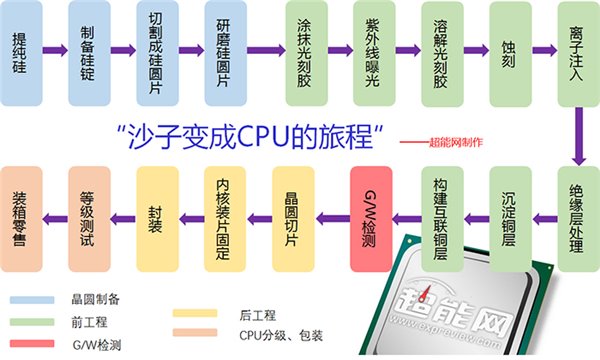 提纯硅
制备硅锭
切割成硅圆片
研磨硅圆片
涂抹光刻胶
紫外线曝光
溶解光刻胶
蚀刻
离子注入
“沙子变成CPU的旅程”
——超能网制作
装箱零售
等级测试
封装
内核装片固定
晶圆切片
G/W检测
构建互联铜层
沉淀铜层
绝缘层处理
晶圆制备
前工程
G/W检测
后工程
CPU分级、包装
超能网
www.expreview.com